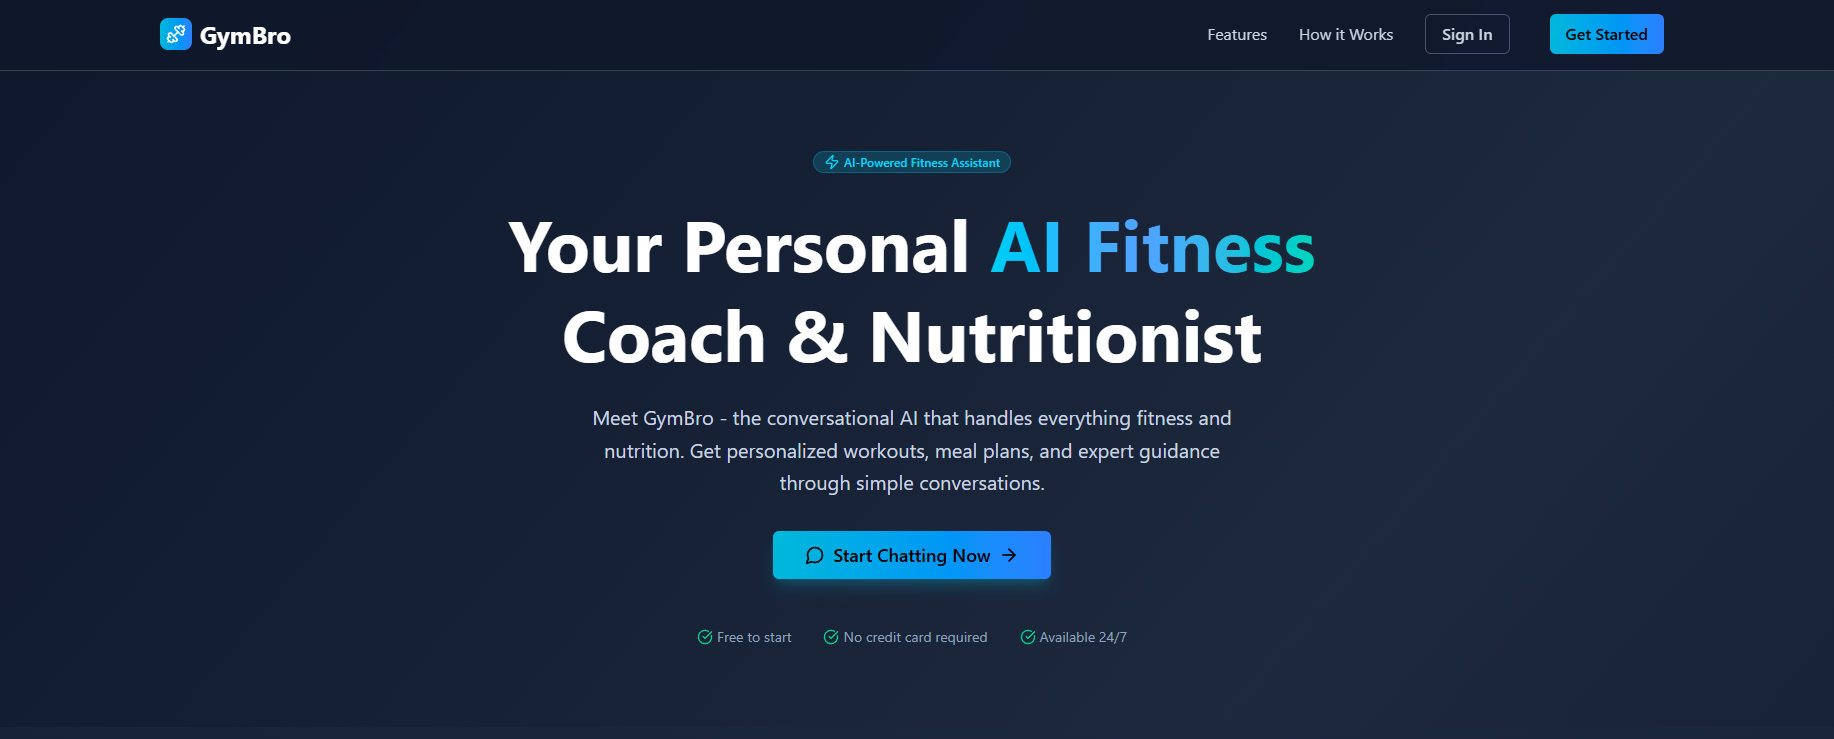 GymBro
Features
How it Works
Sign In
Get Started
AI-Powered Fitness Assistant
Your Personal AI Fitness
Coach & Nutritionist
Meet GymBro - the conversational AI that handles everything fitness and
nutrition. Get personalized workouts, meal plans, and expert guidance
through simple conversations.
Start Chatting Now
Free to start
No credit card required
Available 24/7